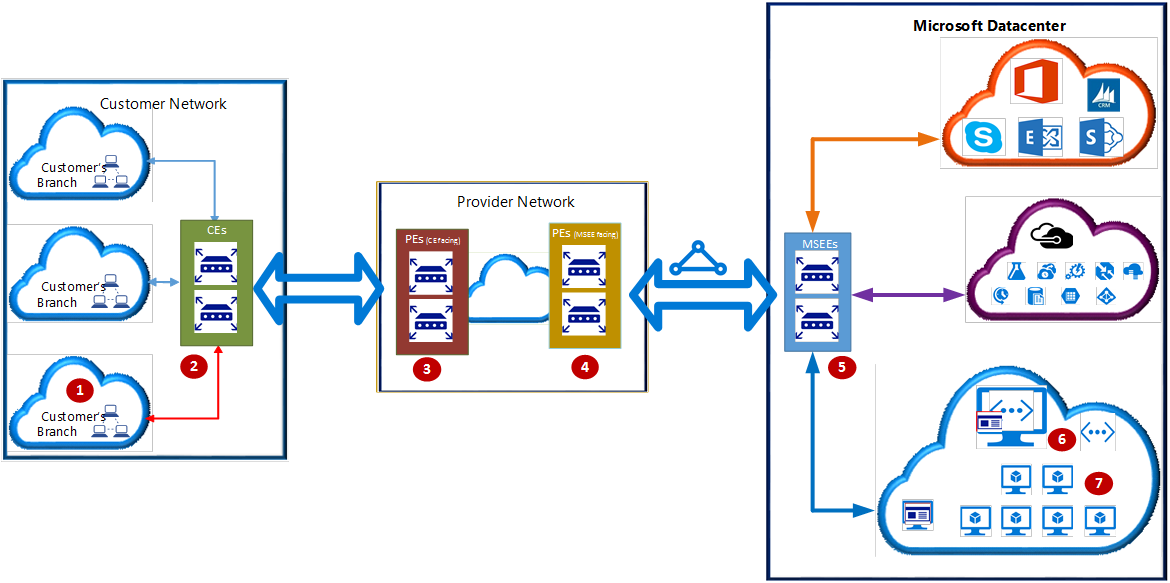 Microsoft Datacenter
CRM
S
E
S
Customer Network
Customer's
Branch
CEs
Customer's
Branch
2
1
Customer's
Branch
Provider Network
PEs (CE facing)
PEs (MSEE facing)
3
4
MSEEs
5
6
7